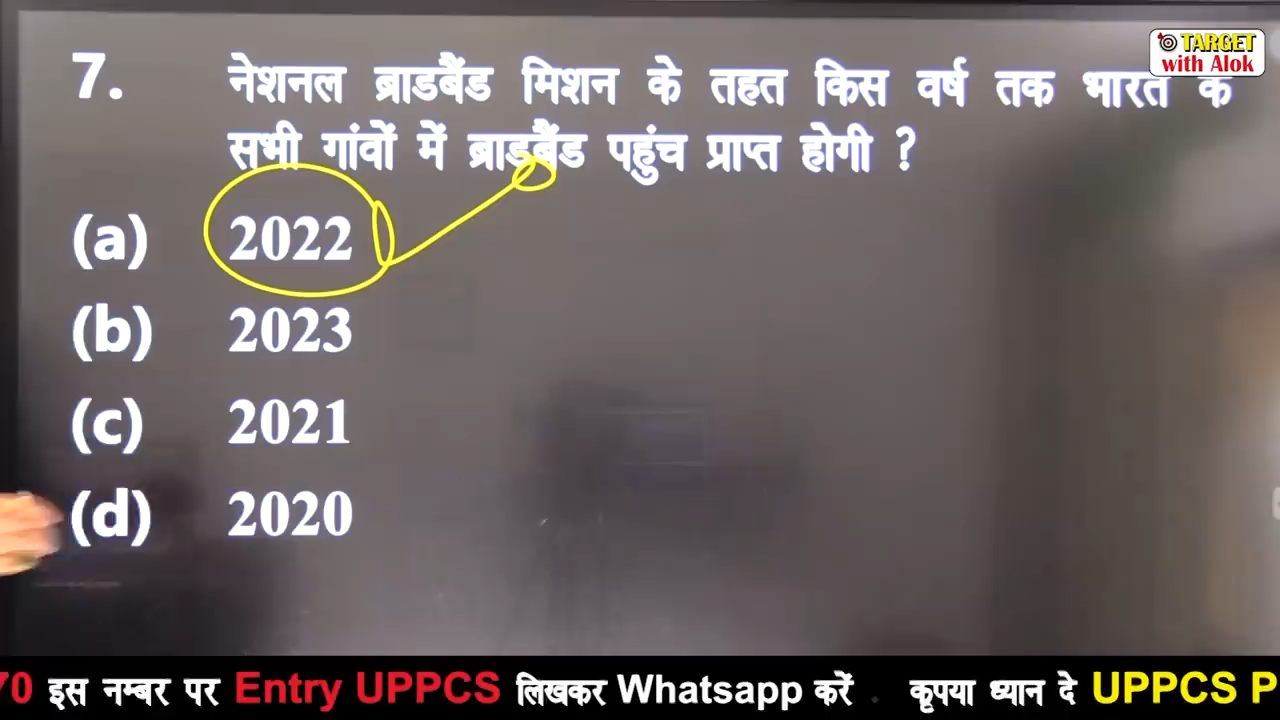 TARGET
with Alok
7. नेशनल ब्राडबैंड मिशन के तहत किस वर्ष तक भारत के
सभी गांवों में ब्राडबैंड पहुंच प्राप्त होगी ?
(a) 2022
(b) 2023
(c) 2021
(d) 2020
70 इस नम्बर पर Entry UPPCS लिखकर Whatsapp करें . कृपया ध्यान दे UPPCS P